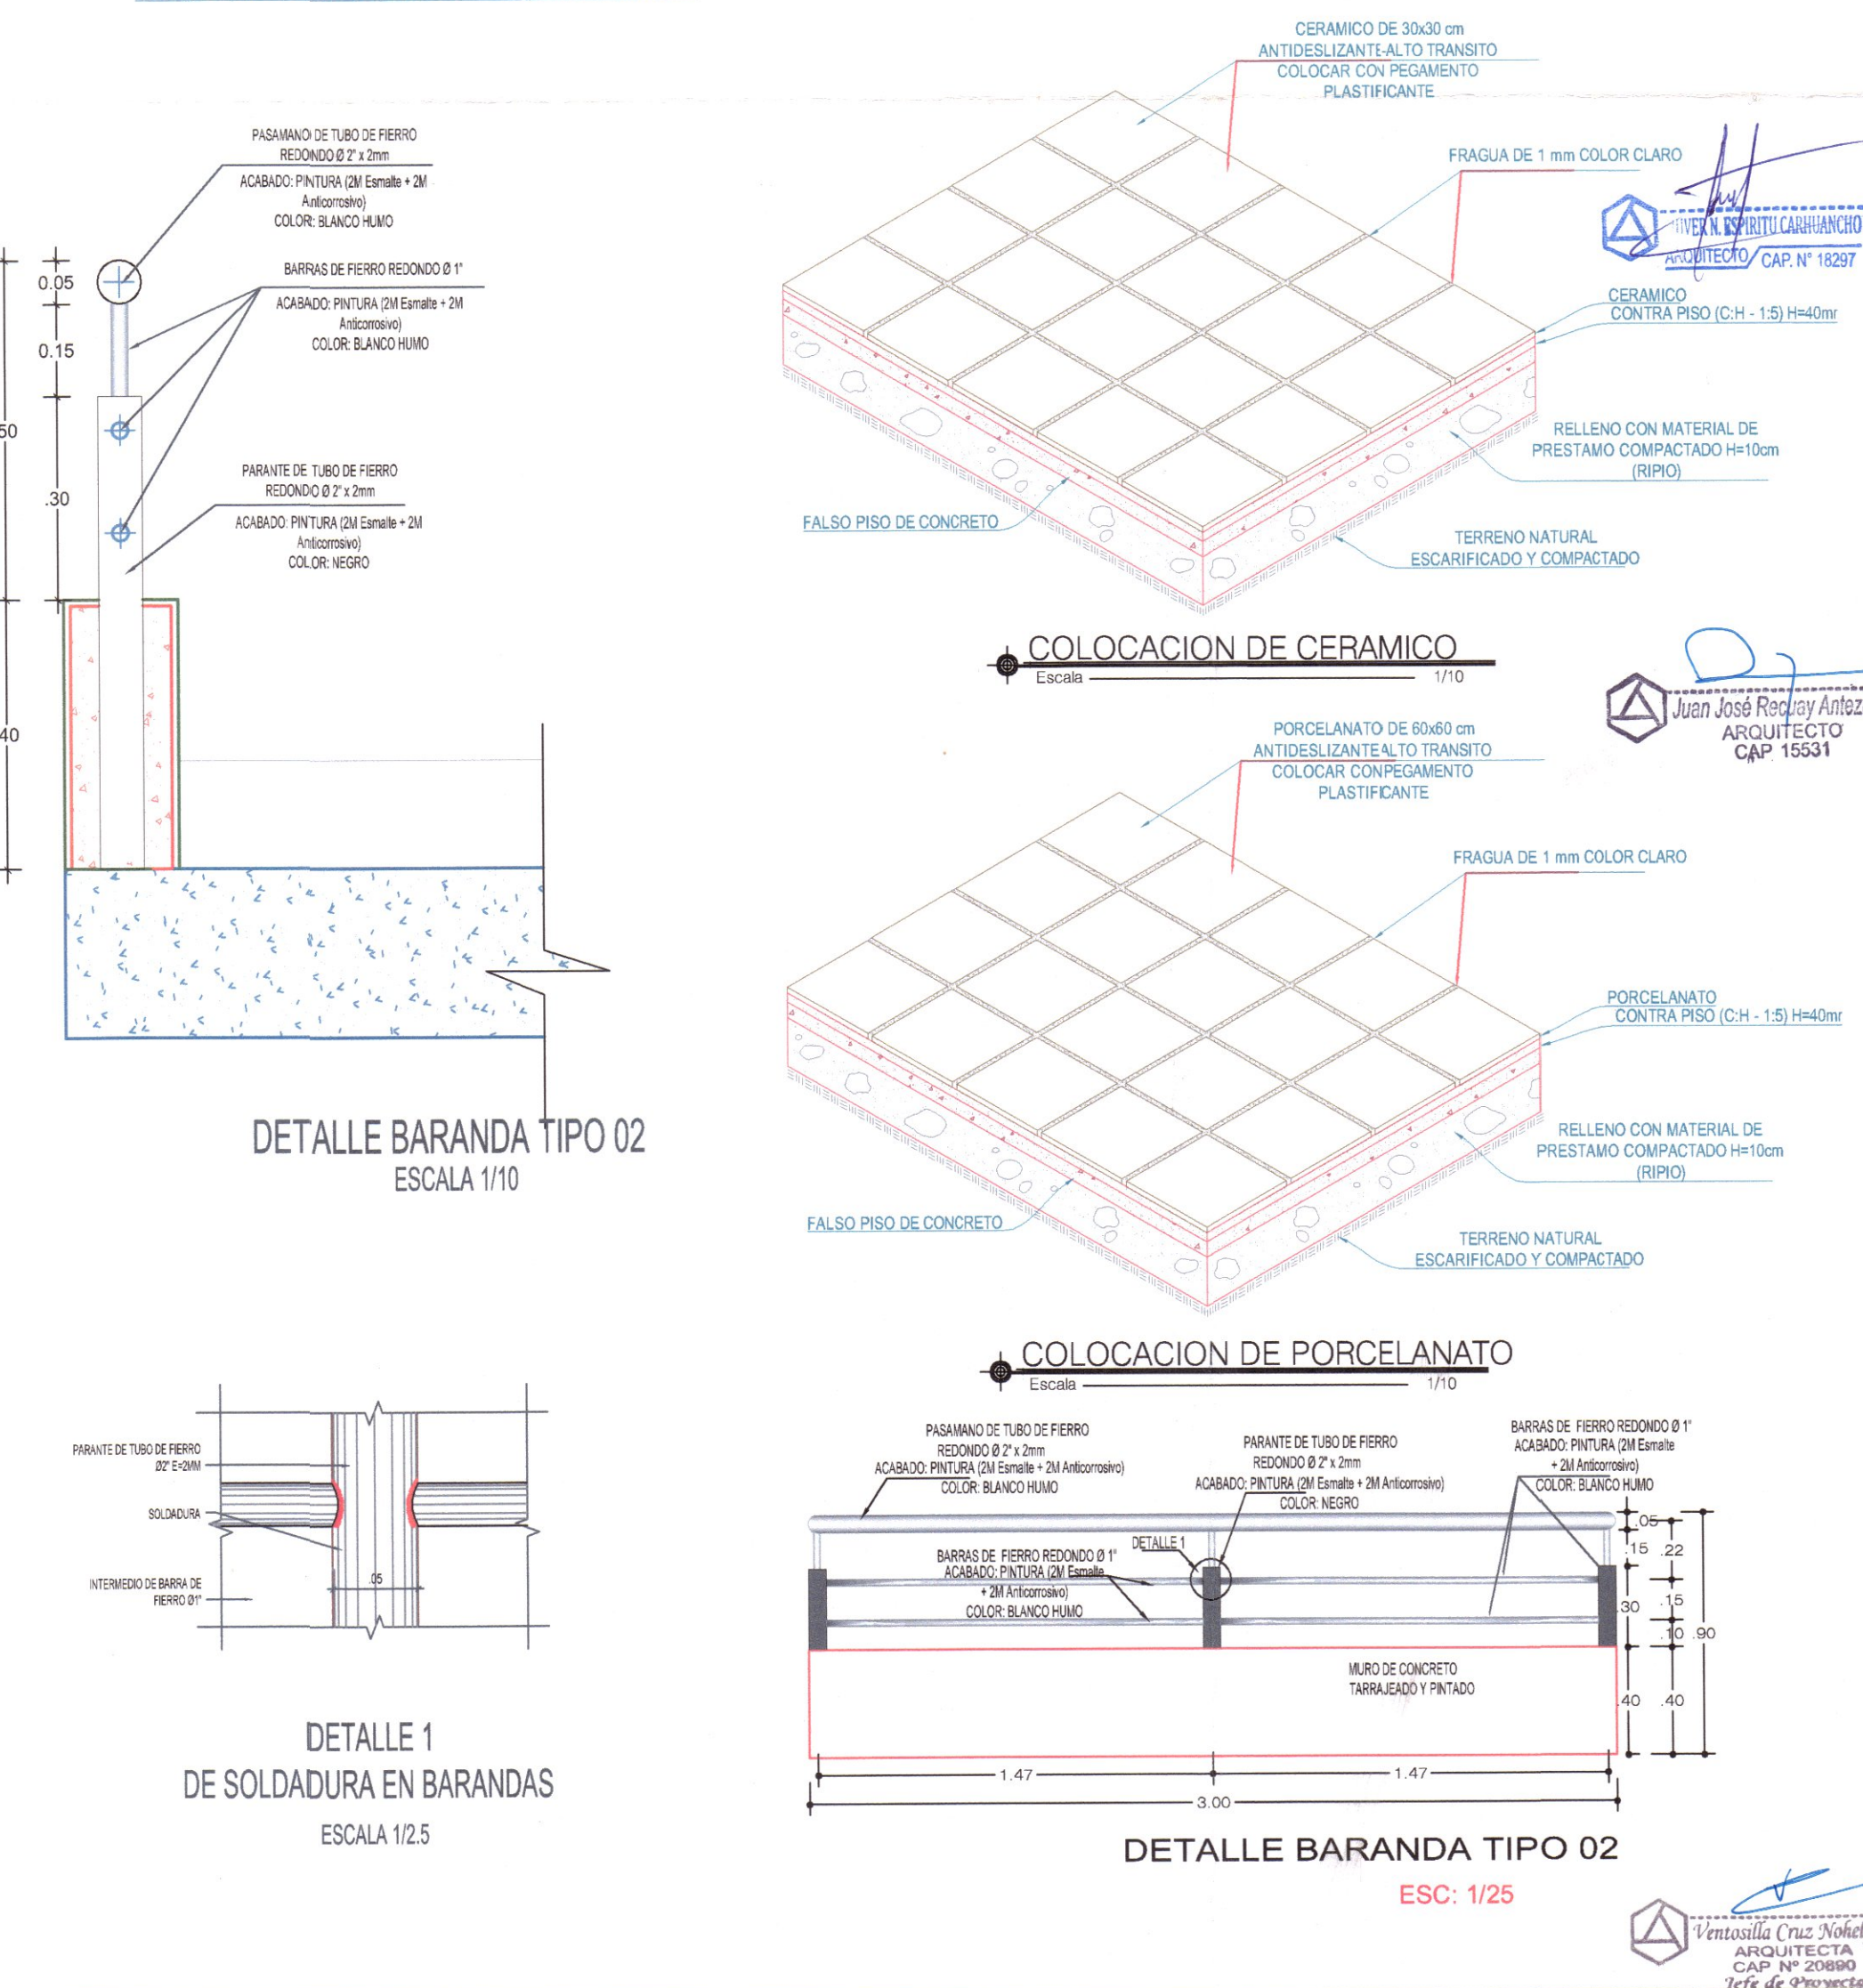 PASAMANO DE TUBO DE FIERRO
REDONDO Ø 2" x 2mm
ACABADO: PINTURA (2M Esmalte + 2M
Anticorrosivo)
COLOR: BLANCO HUMO
BARRAS DE FIERRO REDONDO Ø 1"
ACABADO: PINTURA (2M Esmalte + 2M
Anticorrosivo)
COLOR: BLANCO HUMO
PARANTE DE TUBO DE FIERRO
REDONDO Ø 2" x 2mm
ACABADO: PINTURA (2M Esmalte + 2M
Anticorrosivo)
COLOR: NEGRO
0.05
0.15
.30
50
40
DETALLE BARANDA TIPO 02
ESCALA 1/10
CERAMICO DE 30x30 cm
ANTIDESLIZANTE-ALTO TRANSITO
COLOCAR CON PEGAMENTO
PLASTIFICANTE
FRAGUA DE 1 mm COLOR CLARO
N. ESPIRITU CARHUANCHO
ARQUITECTO CAP. N° 18297
CERAMICO
CONTRA PISO (C:H - 1:5) H=40m
RELLENO CON MATERIAL DE
PRESTAMO COMPACTADO H=10cm
(RIPIO)
FALSO PISO DE CONCRETO
TERRENO NATURAL
ESCARIFICADO Y COMPACTADO
COLOCACION DE CERAMICO
Escala 1/10
Juan José Recuay Antez
ARQUITECTO
CAP. 15531
PORCELANATO DE 60x60 cm
ANTIDESLIZANTE ALTO TRANSITO
COLOCAR CON PEGAMENTO
PLASTIFICANTE
FRAGUA DE 1 mm COLOR CLARO
PORCELANATO
CONTRA PISO (C:H - 1:5) H=40m
RELLENO CON MATERIAL DE
PRESTAMO COMPACTADO H=10cm
(RIPIO)
FALSO PISO DE CONCRETO
TERRENO NATURAL
ESCARIFICADO Y COMPACTADO
COLOCACION DE PORCELANATO
Escala 1/10
PARANTE DE TUBO DE FIERRO
Ø2" E=2MM
SOLDADURA
INTERMEDIO DE BARRA DE
FIERRO Ø1"
.05
DETALLE 1
DE SOLDADURA EN BARANDAS
ESCALA 1/2.5
PASAMANO DE TUBO DE FIERRO
REDONDO Ø 2" x 2mm
ACABADO: PINTURA (2M Esmalte + 2M Anticorrosivo)
COLOR: BLANCO HUMO
PARANTE DE TUBO DE FIERRO
REDONDO Ø 2" x 2mm
ACABADO: PINTURA (2M Esmalte + 2M Anticorrosivo)
COLOR: NEGRO
BARRAS DE FIERRO REDONDO Ø 1"
ACABADO: PINTURA (2M Esmalte
+ 2M Anticorrosivo)
COLOR: BLANCO HUMO
DETALLE 1
BARRAS DE FIERRO REDONDO Ø 1"
ACABADO: PINTURA (2M Esmalte
+ 2M Anticorrosivo)
COLOR: BLANCO HUMO
.05
.15 .22
.30 .15
.10 .90
.40 .40
MURO DE CONCRETO
TARRAJEADO Y PINTADO
1.47 1.47
3.00
DETALLE BARANDA TIPO 02
ESC: 1/25
Ventosilla Cruz Nohel
ARQUITECTA
CAP N° 20890
Jefe de Proyecto